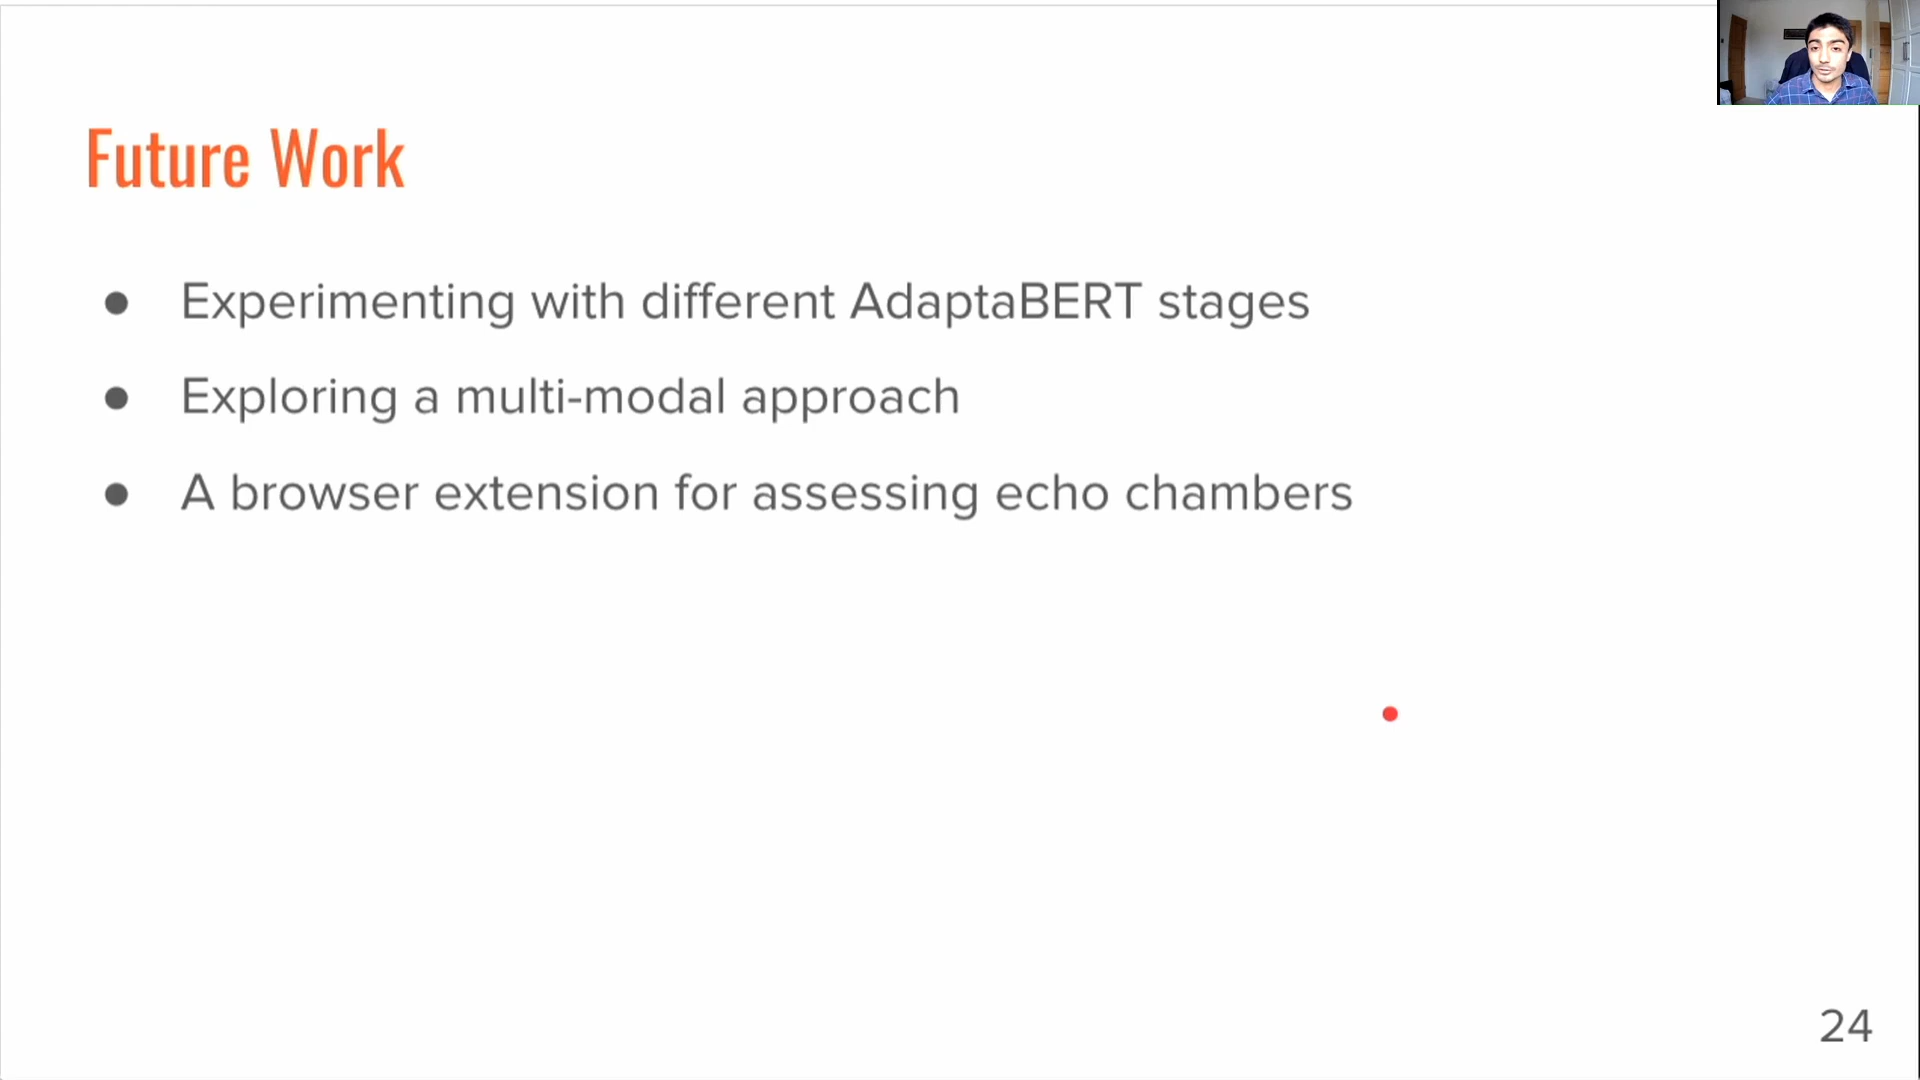 Future Work
● Experimenting with different AdaptaBERT stages
● Exploring a multi-modal approach
● A browser extension for assessing echo chambers
24